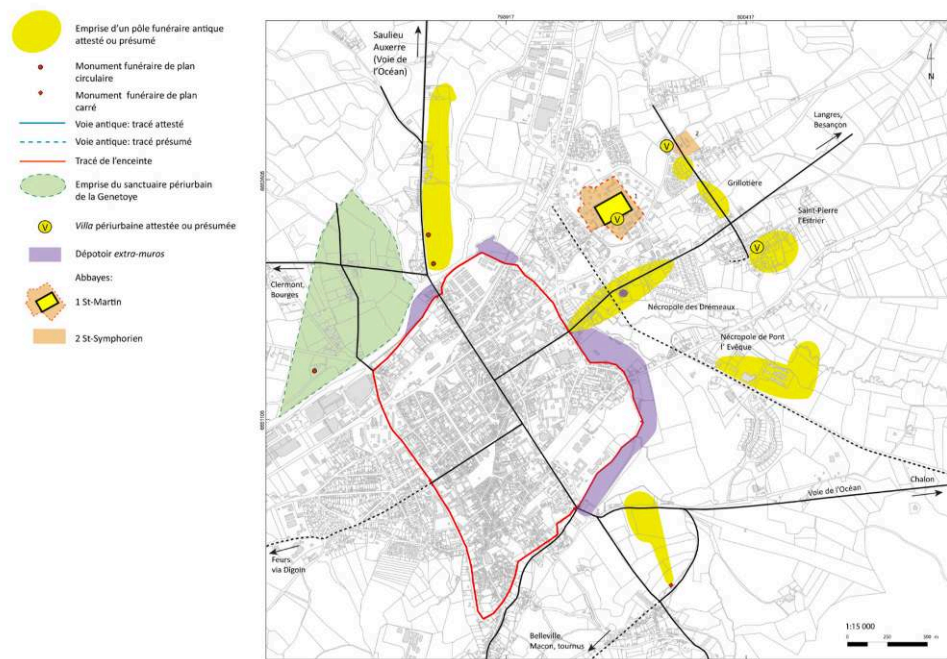 Emprise d'un pôle funéraire antique
attesté ou présumé
Monument funéraire de plan
circulaire
Monument funéraire de plan
carré
Voie antique: tracé attesté
Voie antique: tracé présumé
Tracé de l'enceinte
Emprise du sanctuaire périurbain
de la Genetoye
V
Villa périurbaine attestée ou présumée
Dépotoir extra-muros
Abbayes:
1 St-Martin
2 St-Symphorien
Saulieu
Auxerre
(Voie de
l'Océan)
N
Langres,
Besançon
V
2
Grillotière
Saint-Pierre
l'Estrier
V
V
Clermont,
Bourges
Nécropole des Drémeaux
Nécropole de Pont
l' Evêque
Voie de l'Océan
Chalon
Feurs
via Digoin
Belleville,
Macon, tournus
1:15 000
0 250 500 m